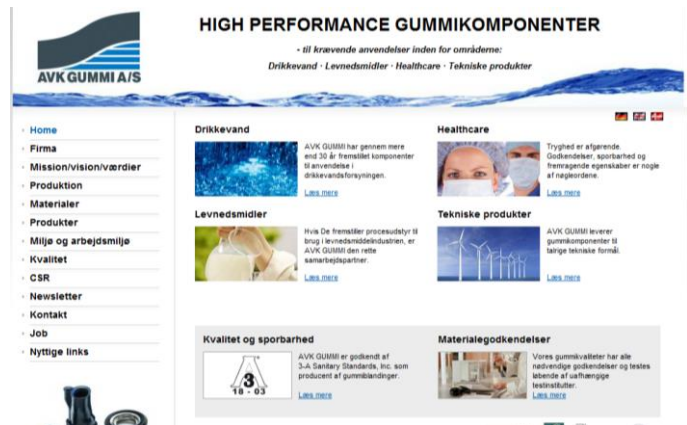 HIGH PERFORMANCE GUMMIKOMPONENTER
- til krævende anvendelser inden for områderne:
Drikkevand · Levnedsmidler · Healthcare · Tekniske produkter
AVK GUMMI A/S
Home
Firma
Mission/vision/værdier
Produktion
Materialer
Produkter
Miljø og arbejdsmiljø
Kvalitet
CSR
Newsletter
Kontakt
Job
Nyttige links
Drikkevand
AVK GUMMI har gennem mere
end 30 år fremstillet komponenter
til anvendelse i
drikkevandsforsyningen.
Læs mere
Healthcare
Tryghed er afgørende.
Godkendelser, sporbarhed og
fremragende egenskaber er nogle
af nøgleordene.
Læs mere
Levnedsmidler
Hvis De fremstiller procesudstyr til
brug i levnedsmiddelindustrien, er
AVK GUMMI den rette
samarbejdspartner.
Læs mere
Tekniske produkter
AVK GUMMI leverer
gummikomponenter til
talrige tekniske formål.
Læs mere
Kvalitet og sporbarhed
3
18 - 03
AVK GUMMI er godkendt af
3-A Sanitary Standards, Inc. som
producent af gummiblandinger.
Læs mere
Materialegodkendelser
Vores gummikvaliteter har alle
nødvendige godkendelser og testes
løbende af uafhængige
testinstitutter.
Læs mere